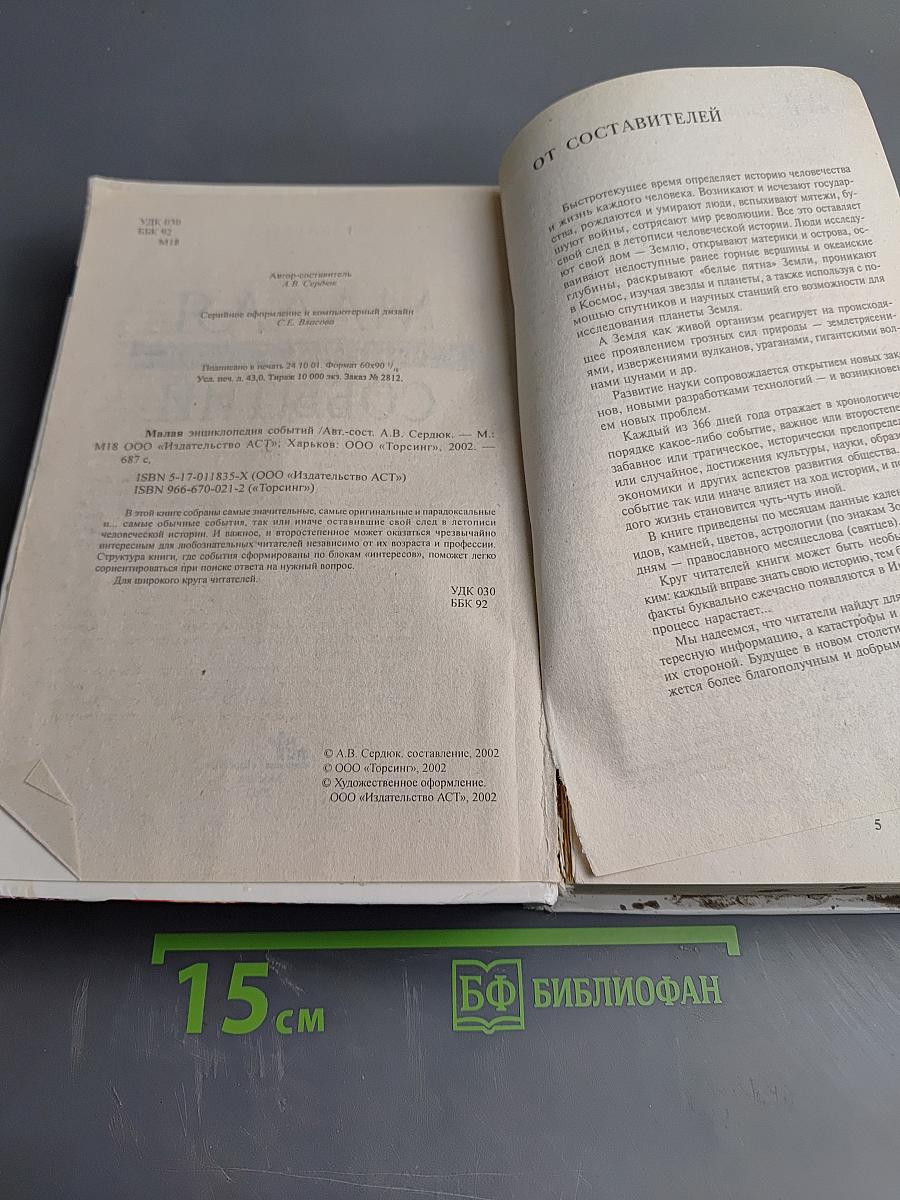 УДК 030
ББК 92
М18
Автор-составитель
А.В. Сердюк
Серийное оформление и компьютерный дизайн
С.Е. Власова
Подписано в печать 24.10.01. Формат 60х90 1/16
Усл. печ. л. 43,0. Тираж 10 000 экз. Заказ № 2812.
Малая энциклопедия событий /Авт.-сост. А.В. Сердюк. — М.:
М18 ООО «Издательство АСТ»; Харьков: ООО «Торсинг», 2002. —
687 с.
ISBN 5-17-011835-X (ООО «Издательство АСТ»)
ISBN 966-670-021-2 («Торсинг»)
В этой книге собраны самые значительные, самые оригинальные и парадоксальные
и... самые обычные события, так или иначе оставившие свой след в летописи
человеческой истории. И важное, и второстепенное может оказаться чрезвычайно
интересным для любознательных читателей независимо от их возраста и профессии.
Структура книги, где события сформированы по блокам «интересов», поможет легко
сориентироваться при поиске ответа на нужный вопрос.
Для широкого круга читателей.
УДК 030
ББК 92
© А.В. Сердюк, составление, 2002
© ООО «Торсинг», 2002
© Художественное оформление.
ООО «Издательство АСТ», 2002
ОТ СОСТАВИТЕЛЕЙ
Быстротекущее время определяет историю человечества
и жизнь каждого человека. Возникают и исчезают государ-
ства, рождаются и умирают люди, вспыхивают мятежи, бу-
шуют войны, сотрясают мир революции. Все это оставляет
свой след в летописи человеческой истории. Люди исследу-
ют свой дом — Землю, открывают материки и острова, ос-
ваивают недоступные ранее горные вершины и океанские
глубины, раскрывают «белые пятна» Земли, проникают
в Космос, изучая звезды и планеты, а также используя с по-
мощью спутников и научных станций его возможности для
исследования планеты Земля.
А Земля как живой организм реагирует на происходя-
щее проявлением грозных сил природы — землетрясени-
ями, извержениями вулканов, ураганами, гигантскими вол-
нами цунами и др.
Развитие науки сопровождается открытием новых зак
нов, новыми разработками технологий — и возникновен
ем новых проблем.
Каждый из 366 дней года отражает в хронологичес
порядке какое-либо событие, важное или второстепе
забавное или трагическое, исторически предопредел
или случайное, достижения культуры, науки, образо
экономики и других аспектов развития общества.
событие так или иначе влияет на ход истории, и по
дого жизнь становится чуть-чуть иной.
В книге приведены по месяцам данные кален
идов, камней, цветов, астрологии (по знакам Зо
дням — православного месяцеслова (святцев).
Круг читателей книги может быть необы
ким: каждый вправе знать свою историю, тем б
факты буквально ежечасно появляются в Ин
процесс нарастает...
Мы надеемся, что читатели найдут для
тересную информацию, а катастрофы и
их стороной. Будущее в новом столети
жется более благополучным и добрым
5
15 см
БФ БИБЛИОФАН